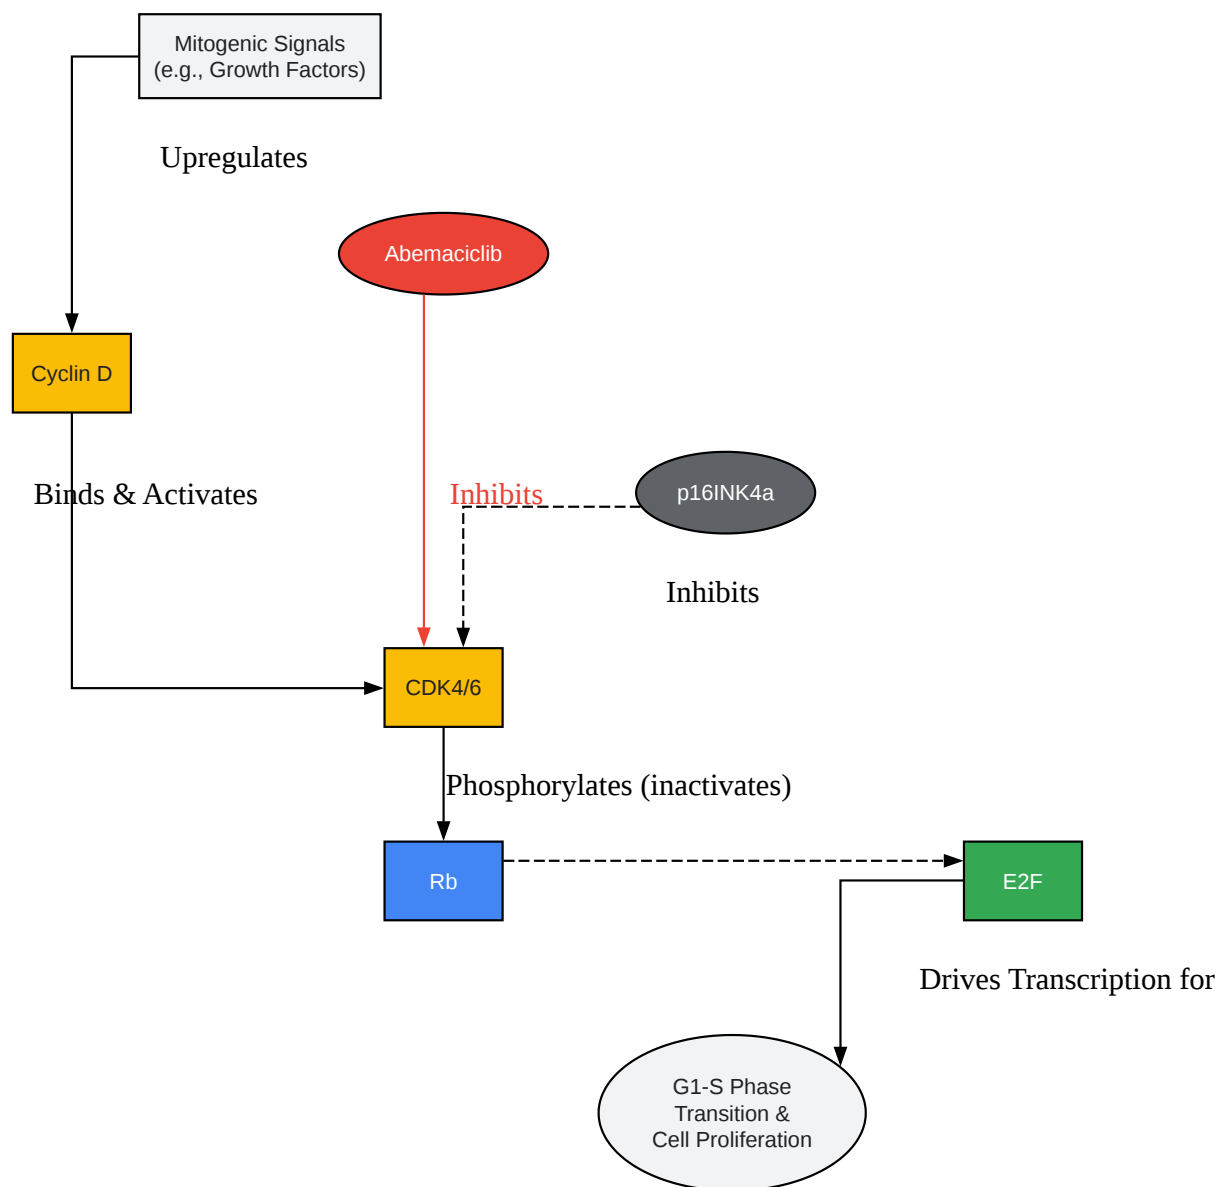 Mitogenic Signals
(e.g., Growth Factors)
Upregulates
Abemaciclib
Cyclin D
Binds & Activates
Inhibits
p16INK4a
Inhibits
CDK4/6
Phosphorylates (inactivates)
Rb
E2F
Drives Transcription for
G1-S Phase
Transition &
Cell Proliferation